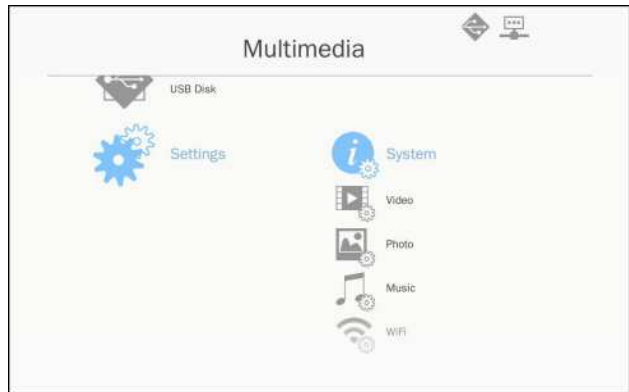 Multimedia
USB Disk
Settings
System
Video
Photo
Music
WiFi